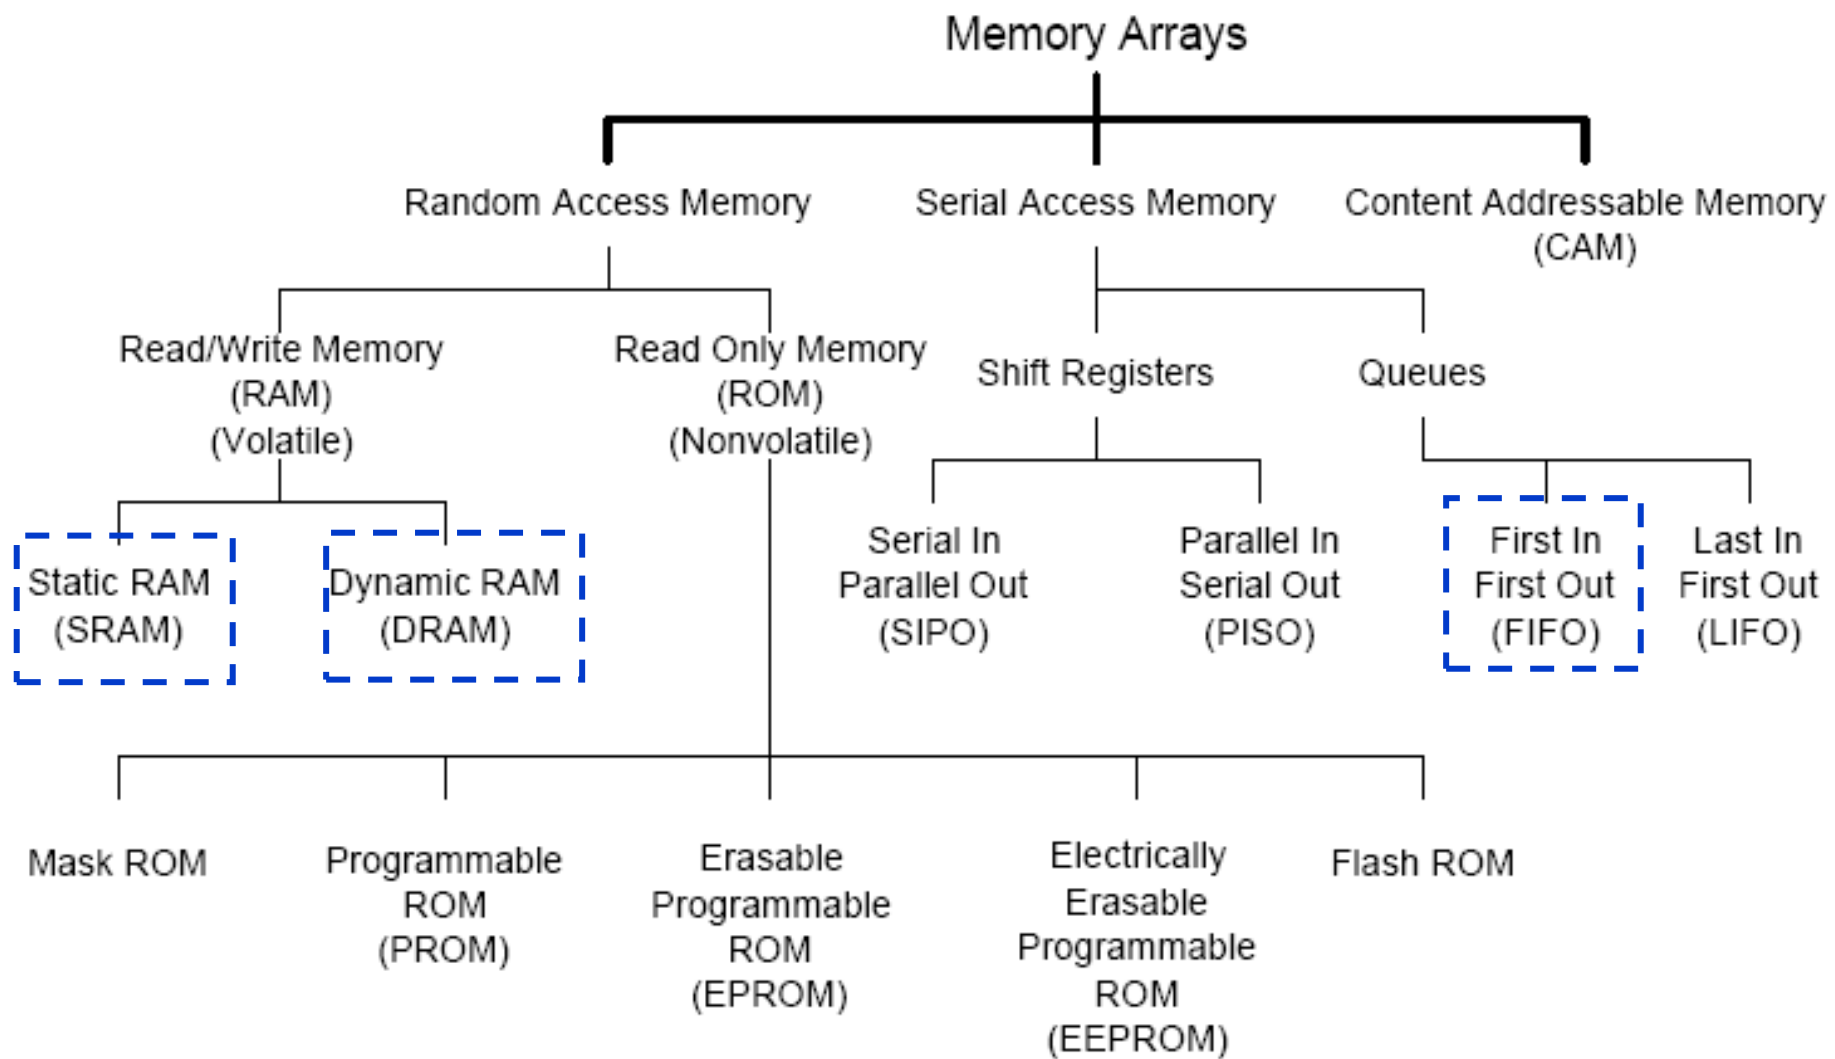 Memory Arrays
Random Access Memory
Serial Access Memory
Content Addressable Memory
(CAM)
Read/Write Memory
(RAM)
(Volatile)
Read Only Memory
(ROM)
(Nonvolatile)
Shift Registers
Queues
Static RAM
(SRAM)
Dynamic RAM
(DRAM)
Serial In
Parallel Out
(SIPO)
Parallel In
Serial Out
(PISO)
First In
First Out
(FIFO)
Last In
First Out
(LIFO)
Mask ROM
Programmable
ROM
(PROM)
Erasable
Programmable
ROM
(EPROM)
Electrically
Erasable
Programmable
ROM
(EEPROM)
Flash ROM